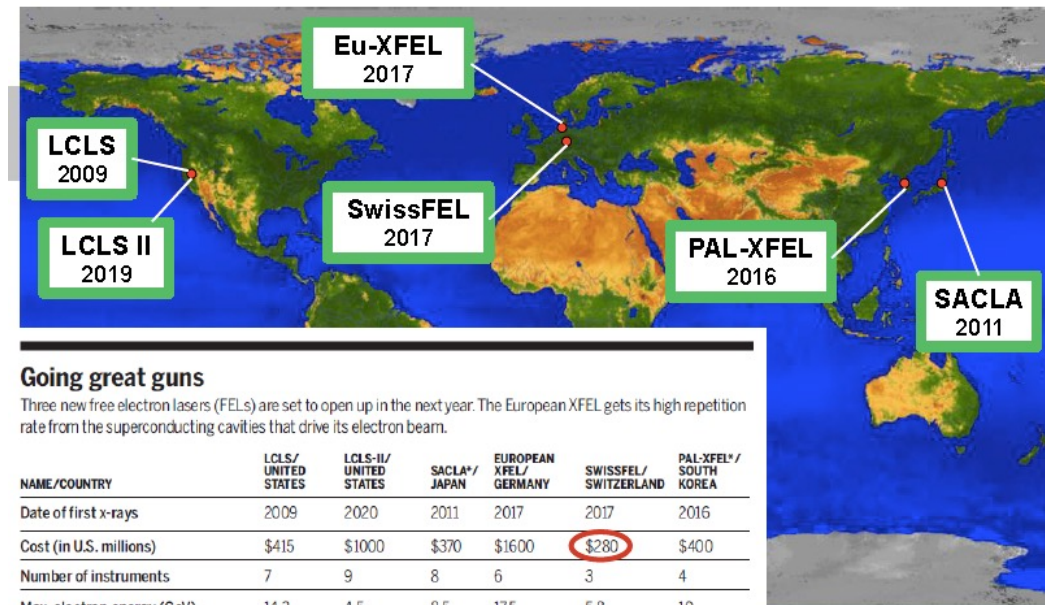 Eu-XFEL
2017
LCLS
2009
LCLS II
2019
SwissFEL
2017
PAL-XFEL
2016
SACLA
2011
Going great guns
Three new free electron lasers (FELs) are set to open up in the next year. The European XFEL gets its high repetition
rate from the superconducting cavities that drive its electron beam.
NAME/COUNTRY LCLS/ UNITED STATES LCLS-II/ UNITED STATES SACLA*/ JAPAN EUROPEAN XFEL/ GERMANY SWISSFEL/ SWITZERLAND PAL-XFEL*/ SOUTH KOREA
Date of first x-rays 2009 2020 2011 2017 2017 2016
Cost (in U.S. millions) $415 $1000 $370 $1600 $280 $400
Number of instruments 7 9 8 6 3 4